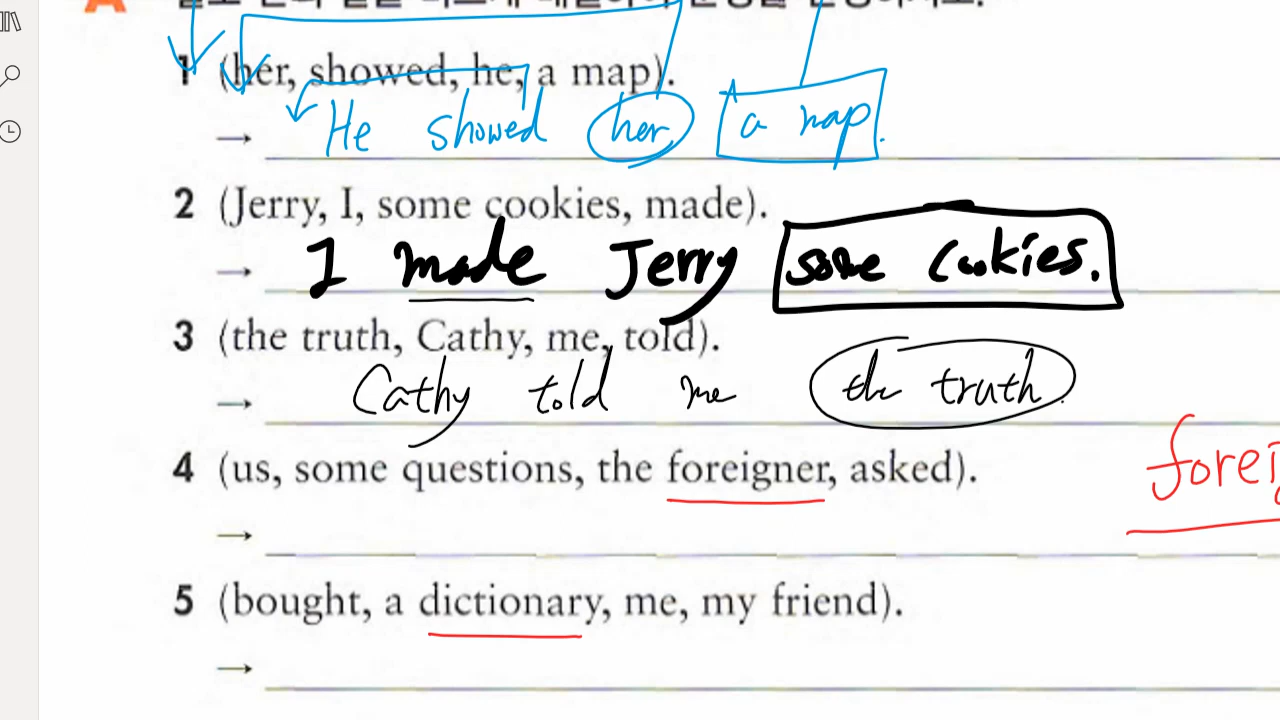 1 (her, showed, he, a map).
→ He showed her a map.
2 (Jerry, I, some cookies, made).
→ I made Jerry some cookies.
3 (the truth, Cathy, me, told).
→ Cathy told me the truth.
4 (us, some questions, the foreigner, asked).
foreig
→
5 (bought, a dictionary, me, my friend).
→